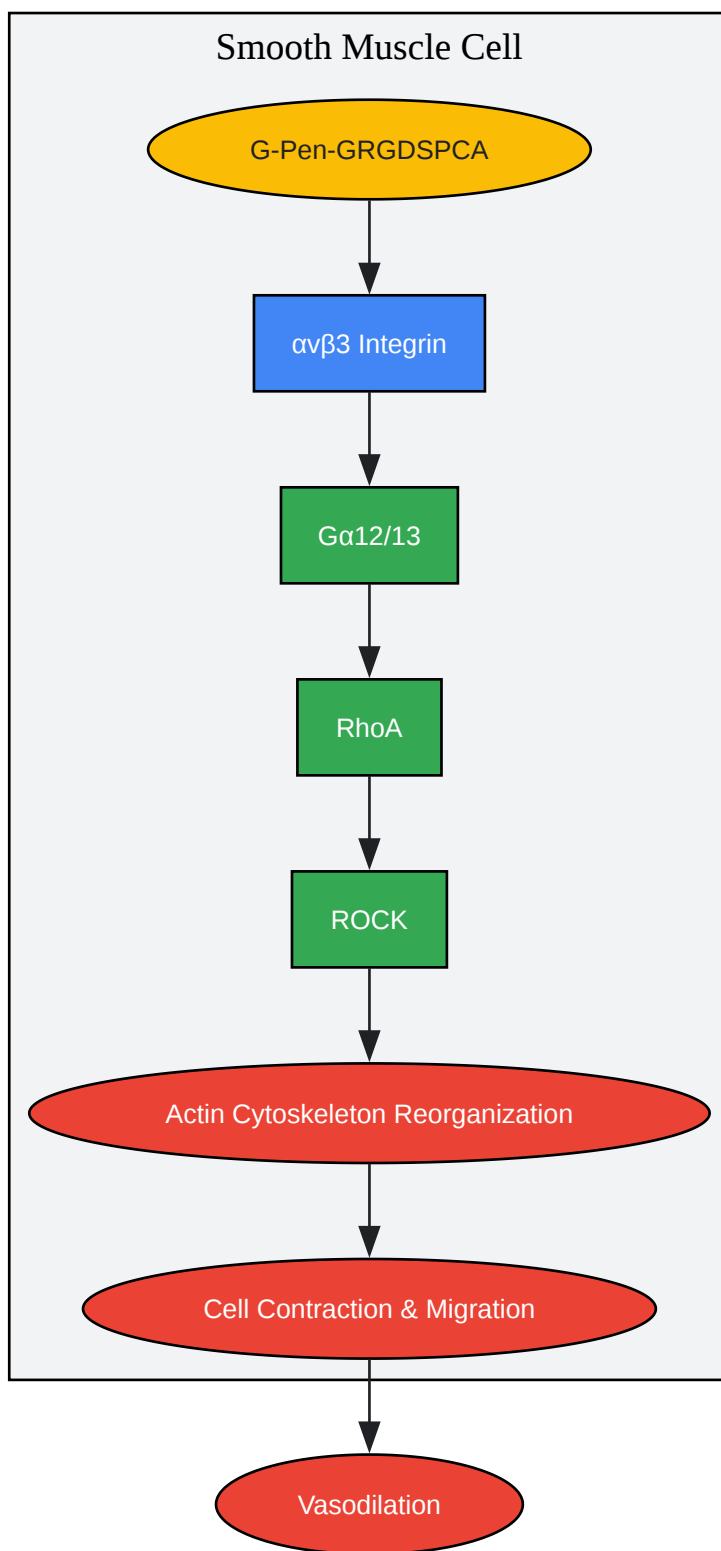 Smooth Muscle Cell
G-Pen-GRGDSPCA
αvβ3 Integrin
Gα12/13
RhoA
ROCK
Actin Cytoskeleton Reorganization
Cell Contraction & Migration
Vasodilation